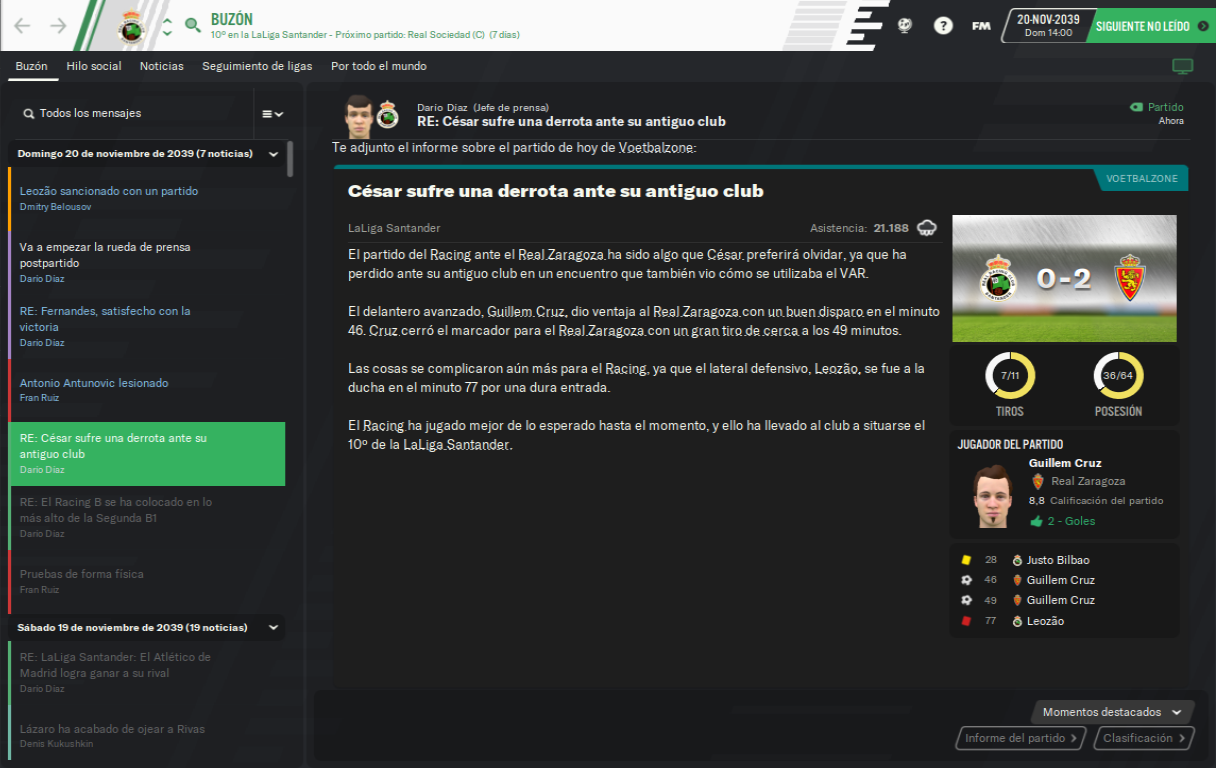 BUZÓN
10º en la LaLiga Santander - Próximo partido: Real Sociedad (C) (7 días)
?
FM
20-NOV-2039
Dom 14:00
SIGUIENTE NO LEÍDO
Buzón
Hilo social
Noticias
Seguimiento de ligas
Por todo el mundo
Todos los mensajes
Domingo 20 de noviembre de 2039 (7 noticias)
Leozão sancionado con un partido
Dmitry Belousov
Va a empezar la rueda de prensa
postpartido
Darío Díaz
RE: Fernandes, satisfecho con la
victoria
Darío Díaz
Antonio Antunovic lesionado
Fran Ruiz
RE: César sufre una derrota ante su
antiguo club
Darío Díaz
RE: El Racing B se ha colocado en lo
más alto de la Segunda B1
Darío Díaz
Pruebas de forma física
Fran Ruiz
Sábado 19 de noviembre de 2039 (19 noticias)
RE: LaLiga Santander: El Atlético de
Madrid logra ganar a su rival
Darío Díaz
Lázaro ha acabado de ojear a Rivas
Denis Kukushkin
Darío Díaz (Jefe de prensa)
RE: César sufre una derrota ante su antiguo club
Partido
Ahora
Te adjunto el informe sobre el partido de hoy de Voetbalzone:
VOETBALZONE
César sufre una derrota ante su antiguo club
LaLiga Santander
Asistencia: 21.188
El partido del Racing ante el Real Zaragoza ha sido algo que César preferirá olvidar, ya que ha
perdido ante su antiguo club en un encuentro que también vio cómo se utilizaba el VAR.
El delantero avanzado, Guillem Cruz, dio ventaja al Real Zaragoza con un buen disparo en el minuto
46. Cruz cerró el marcador para el Real Zaragoza con un gran tiro de cerca a los 49 minutos.
Las cosas se complicaron aún más para el Racing, ya que el lateral defensivo, Leozão, se fue a la
ducha en el minuto 77 por una dura entrada.
El Racing ha jugado mejor de lo esperado hasta el momento, y ello ha llevado al club a situarse el
10º de la LaLiga Santander.
0-2
7/11
TIROS
36/64
POSESIÓN
JUGADOR DEL PARTIDO
Guillem Cruz
Real Zaragoza
8,8 Calificación del partido
2 - Goles
28 Justo Bilbao
46 Guillem Cruz
49 Guillem Cruz
77 Leozão
Momentos destacados
Informe del partido
Clasificación